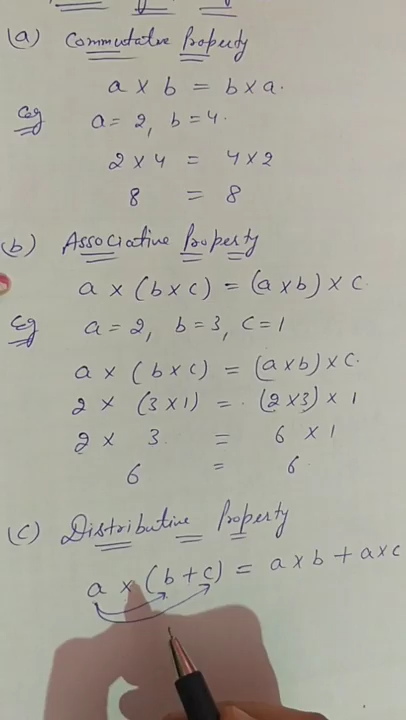 (a) Commutative Property
a × b = b × a.
Eg a = 2, b = 4.
2 × 4 = 4 × 2
8 = 8
(b) Associative Property
a × (b × c) = (a × b) × c.
Eg a = 2, b = 3, c = 1
a × (b × c) = (a × b) × c.
2 × (3 × 1) = (2 × 3) × 1
2 × 3 = 6 × 1
6 = 6
(c) Distributive Property
a × (b + c) = a × b + a × c